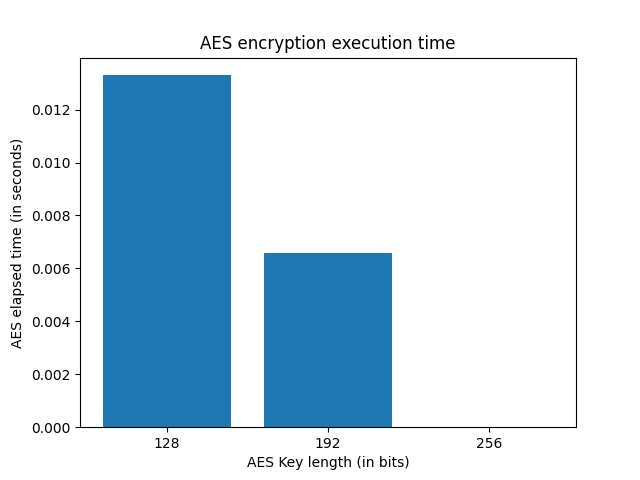 AES encryption execution time
AES elapsed time (in seconds)
0.012
0.010
0.008
0.006
0.004
0.002
0.000
128 192 256
AES Key length (in bits)